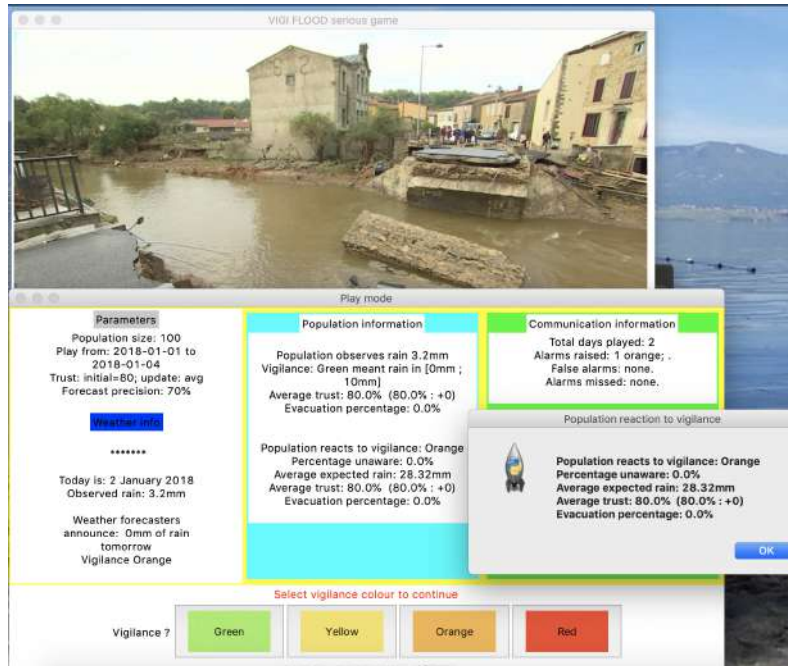 VIGI FLOOD serious game
Play mode
Parameters
Population size: 100
Play from: 2018-01-01 to
2018-01-04
Trust: initial=80; update: avg
Forecast precision: 70%
Weather info
*******
Today is: 2 January 2018
Observed rain: 3.2mm
Weather forecasters
announce: 0mm of rain
tomorrow
Vigilance Orange
Population information
Population observes rain 3.2mm
Vigilance: Green meant rain in [0mm ;
10mm]
Average trust: 80.0% (80.0% : +0)
Evacuation percentage: 0.0%
Population reacts to vigilance: Orange
Percentage unaware: 0.0%
Average expected rain: 28.32mm
Average trust: 80.0% (80.0% : +0)
Evacuation percentage: 0.0%
Communication information
Total days played: 2
Alarms raised: 1 orange; .
False alarms: none.
Alarms missed: none.
Population reaction to vigilance
Population reacts to vigilance: Orange
Percentage unaware: 0.0%
Average expected rain: 28.32mm
Average trust: 80.0% (80.0% : +0)
Evacuation percentage: 0.0%
OK
Select vigilance colour to continue
Vigilance ?
Green
Yellow
Orange
Red